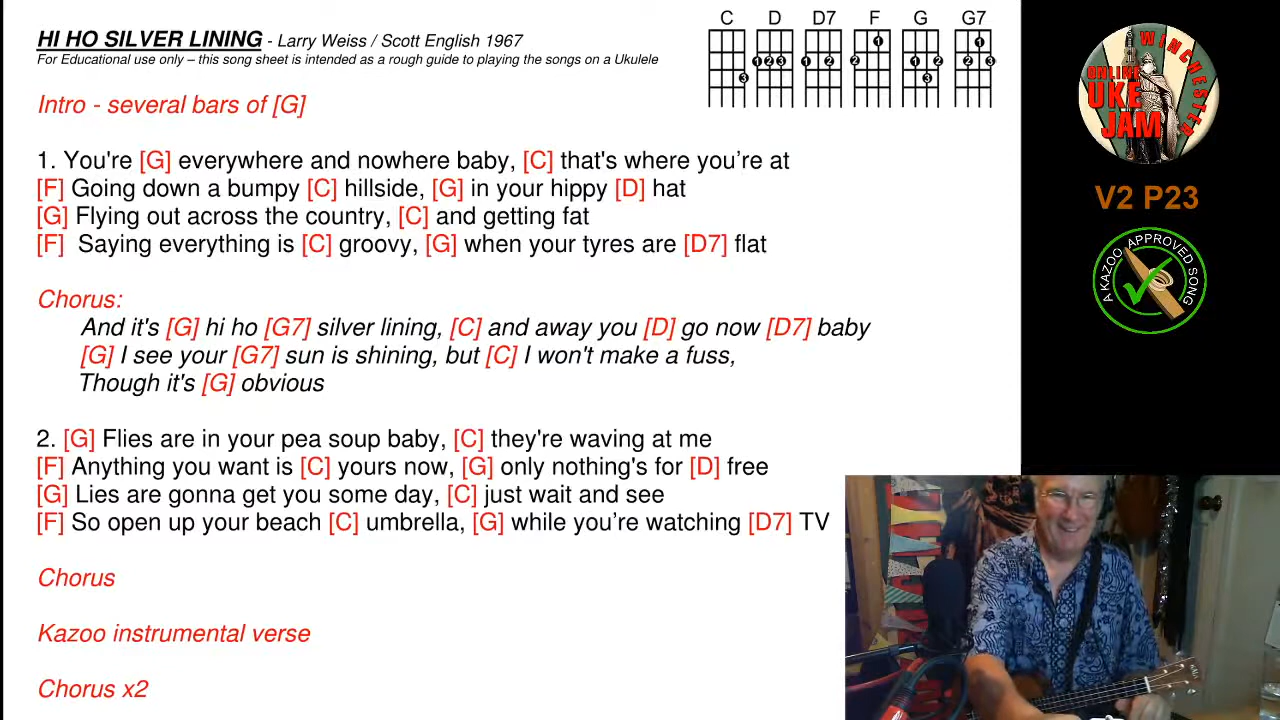 HI HO SILVER LINING - Larry Weiss / Scott English 1967
For Educational use only – this song sheet is intended as a rough guide to playing the songs on a Ukulele
C D D7 F G G7
Intro - several bars of [G]
1. You're [G] everywhere and nowhere baby, [C] that's where you’re at
[F] Going down a bumpy [C] hillside, [G] in your hippy [D] hat
[G] Flying out across the country, [C] and getting fat
[F] Saying everything is [C] groovy, [G] when your tyres are [D7] flat
Chorus:
And it's [G] hi ho [G7] silver lining, [C] and away you [D] go now [D7] baby
[G] I see your [G7] sun is shining, but [C] I won't make a fuss,
Though it's [G] obvious
2. [G] Flies are in your pea soup baby, [C] they're waving at me
[F] Anything you want is [C] yours now, [G] only nothing's for [D] free
[G] Lies are gonna get you some day, [C] just wait and see
[F] So open up your beach [C] umbrella, [G] while you’re watching [D7] TV
Chorus
Kazoo instrumental verse
Chorus x2
WINCHESTER
ONLINE
UKE
JAM
V2 P23
A KAZOO APPROVED SONG